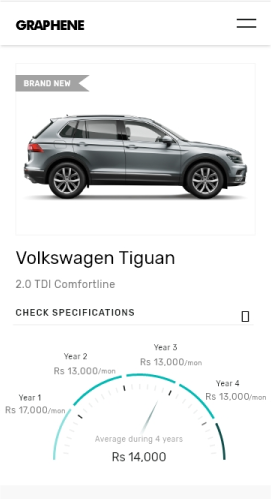 GRAPHENE
BRAND NEW
Volkswagen Tiguan
2.0 TDI Comfortline
CHECK SPECIFICATIONS
Year 3
Rs 13,000/mon
Year 2
Rs 13,000/mon
Year 4
Rs 13,000/mon
Year 1
Rs 17,000/mon
Average during 4 years
Rs 14,000